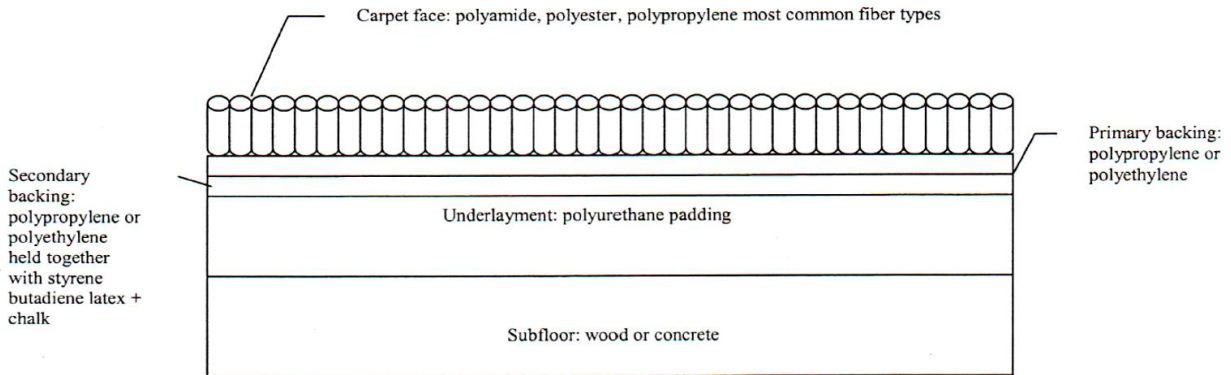 Carpet face: polyamide, polyester, polypropylene most common fiber types
Primary backing:
polypropylene or
polyethylene
Secondary
backing:
polypropylene or
polyethylene
held together
with styrene
butadiene latex +
chalk
Underlayment: polyurethane padding
Subfloor: wood or concrete